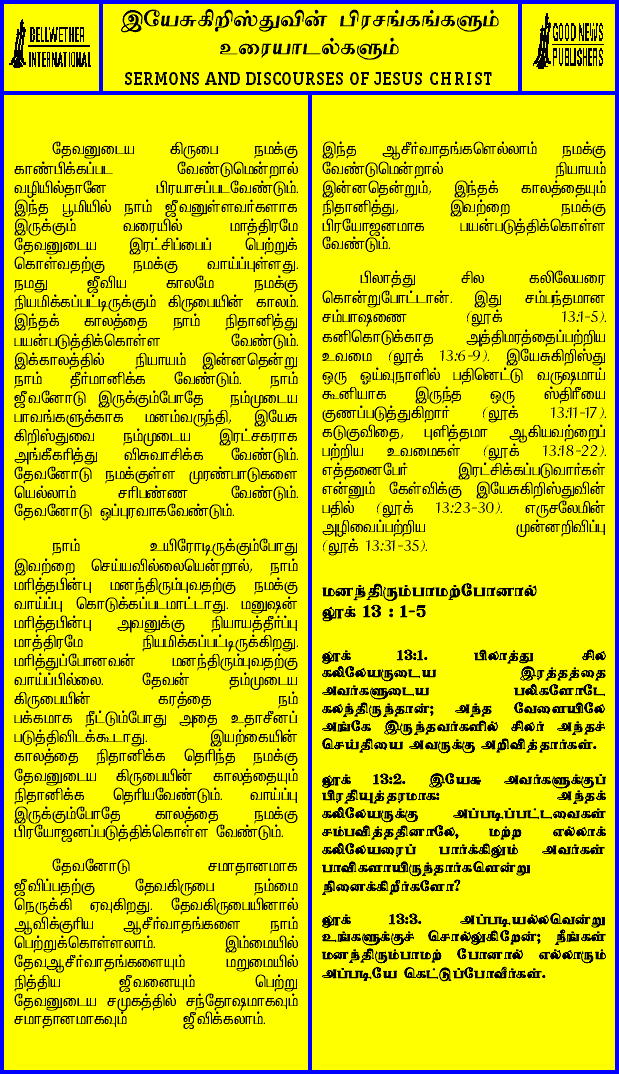 BELLWETHER
INTERNATIONAL
இயேசுகிறிஸ்துவின் பிரசங்கங்களும்
உரையாடல்களும்
SERMONS AND DISCOURSES OF JESUS CHRIST
GOOD NEWS
PUBLISHERS
தேவனுடைய கிருபை நமக்கு
காண்பிக்கப்பட வேண்டுமென்றால்
வழியில்தானே பிரயாசப்படவேண்டும்.
இந்த பூமியில் நாம் ஜீவனுள்ளவர்களாக
இருக்கும் வரையில் மாத்திரமே
தேவனுடைய இரட்சிப்பைப் பெற்றுக்
கொள்வதற்கு நமக்கு வாய்ப்புள்ளது.
நமது ஜீவிய காலமே நமக்கு
நியமிக்கப்பட்டிருக்கும் கிருபையின் காலம்.
இந்தக் காலத்தை நாம் நிதானித்து
பயன்படுத்திக்கொள்ள வேண்டும்.
இக்காலத்தில் நியாயம் இன்னதென்று
நாம் தீர்மானிக்க வேண்டும். நாம்
ஜீவனோடு இருக்கும்போதே நம்முடைய
பாவங்களுக்காக மனம்வருந்தி, இயேசு
கிறிஸ்துவை நம்முடைய இரட்சகராக
அங்கீகரித்து விசுவாசிக்க வேண்டும்.
தேவனோடு நமக்குள்ள முரண்பாடுகளை
யெல்லாம் சரிபண்ண வேண்டும்.
தேவனோடு ஒப்புரவாகவேண்டும்.
நாம் உயிரோடிருக்கும்போது
இவற்றை செய்யவில்லையென்றால், நாம்
மரித்தபின்பு மனந்திரும்புவதற்கு நமக்கு
வாய்ப்பு கொடுக்கப்படமாட்டாது. மனுஷன்
மரித்தபின்பு அவனுக்கு நியாயத்தீர்ப்பு
மாத்திரமே நியமிக்கப்பட்டிருக்கிறது.
மரித்துப்போனவன் மனந்திரும்புவதற்கு
வாய்ப்பில்லை. தேவன் தம்முடைய
கிருபையின் கரத்தை நம்
பக்கமாக நீட்டும்போது அதை உதாசீனப்
படுத்திவிடக்கூடாது. இயற்கையின்
காலத்தை நிதானிக்க தெரிந்த நமக்கு
தேவனுடைய கிருபையின் காலத்தையும்
நிதானிக்க தெரியவேண்டும். வாய்ப்பு
இருக்கும்போதே காலத்தை நமக்கு
பிரயோஜனப்படுத்திக்கொள்ள வேண்டும்.
தேவனோடு சமாதானமாக
ஜீவிப்பதற்கு தேவகிருபை நம்மை
நெருக்கி ஏவுகிறது. தேவகிருபையினால்
ஆவிக்குரிய ஆசீர்வாதங்களை நாம்
பெற்றுக்கொள்ளலாம். இம்மையில்
தேவஆசீர்வாதங்களையும் மறுமையில்
நித்திய ஜீவனையும் பெற்று
தேவனுடைய சமுகத்தில் சந்தோஷமாகவும்
சமாதானமாகவும் ஜீவிக்கலாம்.
இந்த ஆசீர்வாதங்களெல்லாம் நமக்கு
வேண்டுமென்றால் நியாயம்
இன்னதென்றும், இந்தக் காலத்தையும்
நிதானித்து, இவற்றை நமக்கு
பிரயோஜனமாக பயன்படுத்திக்கொள்ள
வேண்டும்.
பிலாத்து சில கலிலேயரை
கொன்றுபோட்டான். இது சம்பந்தமான
சம்பாஷணை (லூக் 13:1-5).
கனிகொடுக்காத அத்திமரத்தைப்பற்றிய
உவமை (லூக் 13:6-9). இயேசுகிறிஸ்து
ஒரு ஓய்வுநாளில் பதினெட்டு வருஷமாய்
கூனியாக இருந்த ஒரு ஸ்திரீயை
குணப்படுத்துகிறார் (லூக் 13:11-17).
கடுகுவிதை, புளித்தமா ஆகியவற்றைப்
பற்றிய உவமைகள் (லூக் 13:18-22).
எத்தனைபேர் இரட்சிக்கப்படுவார்கள்
என்னும் கேள்விக்கு இயேசுகிறிஸ்துவின்
பதில் (லூக் 13:23-30). எருசலேமின்
அழிவைப்பற்றிய முன்னறிவிப்பு
(லூக் 13:31-35).
மனந்திரும்பாமற்போனால்
லூக் 13 : 1-5
லூக் 13:1. பிலாத்து சில
கலிலேயருடைய இரத்தத்தை
அவர்களுடைய பலிகளோடே
கலந்திருந்தான்; அந்த வேளையிலே
அங்கே இருந்தவர்களில் சிலர் அந்தச்
செய்தியை அவருக்கு அறிவித்தார்கள்.
லூக் 13:2. இயேசு அவர்களுக்குப்
பிரதியுத்தரமாக: அந்தக்
கலிலேயருக்கு அப்படிப்பட்டவைகள்
சம்பவித்ததினாலே, மற்ற எல்லாக்
கலிலேயரைப் பார்க்கிலும் அவர்கள்
பாவிகளாயிருந்தார்களென்று
நினைக்கிறீர்களோ?
லூக் 13:3. அப்படியல்லவென்று
உங்களுக்குச் சொல்லுகிறேன்; நீங்கள்
மனந்திரும்பாமற் போனால் எல்லாரும்
அப்படியே கெட்டுப்போவீர்கள்.